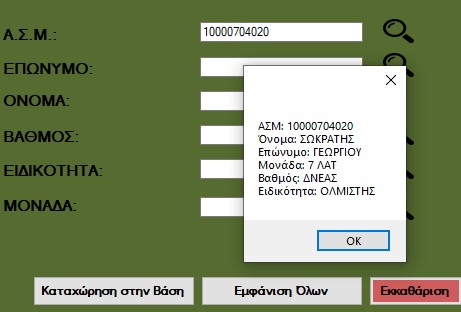 Α.Σ.Μ.: 10000704020
ΕΠΩΝΥΜΟ:
ΟΝΟΜΑ:
ΒΑΘΜΟΣ:
ΕΙΔΙΚΟΤΗΤΑ:
ΜΟΝΑΔΑ:
ΑΣΜ: 10000704020
Όνομα: ΣΩΚΡΑΤΗΣ
Επώνυμο: ΓΕΩΡΓΙΟΥ
Μονάδα: 7 ΛΑΤ
Βαθμός: ΔΝΕΑΣ
Ειδικότητα: ΟΛΜΙΣΤΗΣ
OK
Καταχώρηση στην Βάση
Εμφάνιση Όλων
Εκκαθάριση